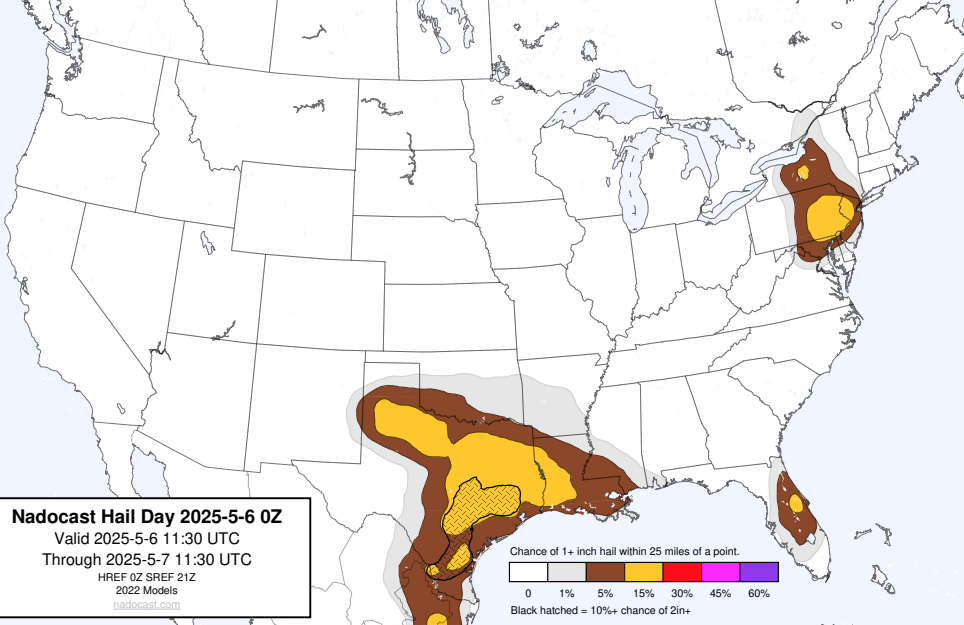 Nadocast Hail Day 2025-5-6 0Z
Valid 2025-5-6 11:30 UTC
Through 2025-5-7 11:30 UTC
HREF 0Z SREF 21Z
2022 Models
nadocast.com
Chance of 1+ inch hail within 25 miles of a point.
0 1% 5% 15% 30% 45% 60%
Black hatched = 10%+ chance of 2in+